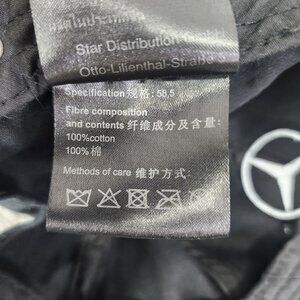 Star Distribution
Otto-Lilienthal-Straß
Specification 规格: 58.5
Fibre composition
and contents 纤维成分及含量:
100%cotton
100%棉
Methods of care 维护方式: